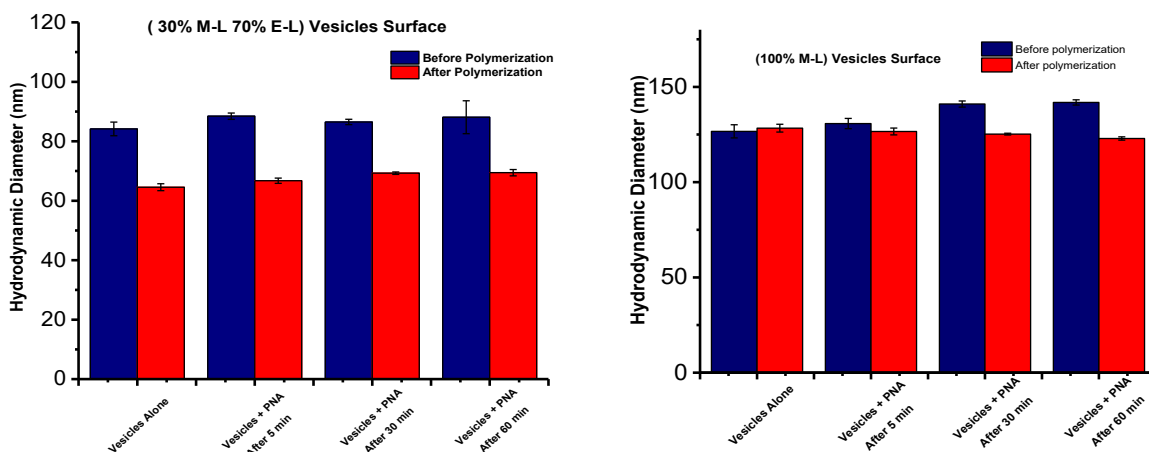 ( 30% M-L 70% E-L) Vesicles Surface
Before Polymerization
After Polymerization
Hydrodynamic Diameter (nm)
120
100
80
60
40
20
0
Vesicles Alone
Vesicles + PNA
After 5 min
Vesicles + PNA
After 30 min
Vesicles + PNA
After 60 min
(100% M-L) Vesicles Surface
Before polymerization
After polymerization
Hydrodynamic Diameter (nm)
150
100
50
0
Vesicles Alone
Vesicles + PNA
After 5 min
Vesicles + PNA
After 30 min
Vesicles + PNA
After 60 min